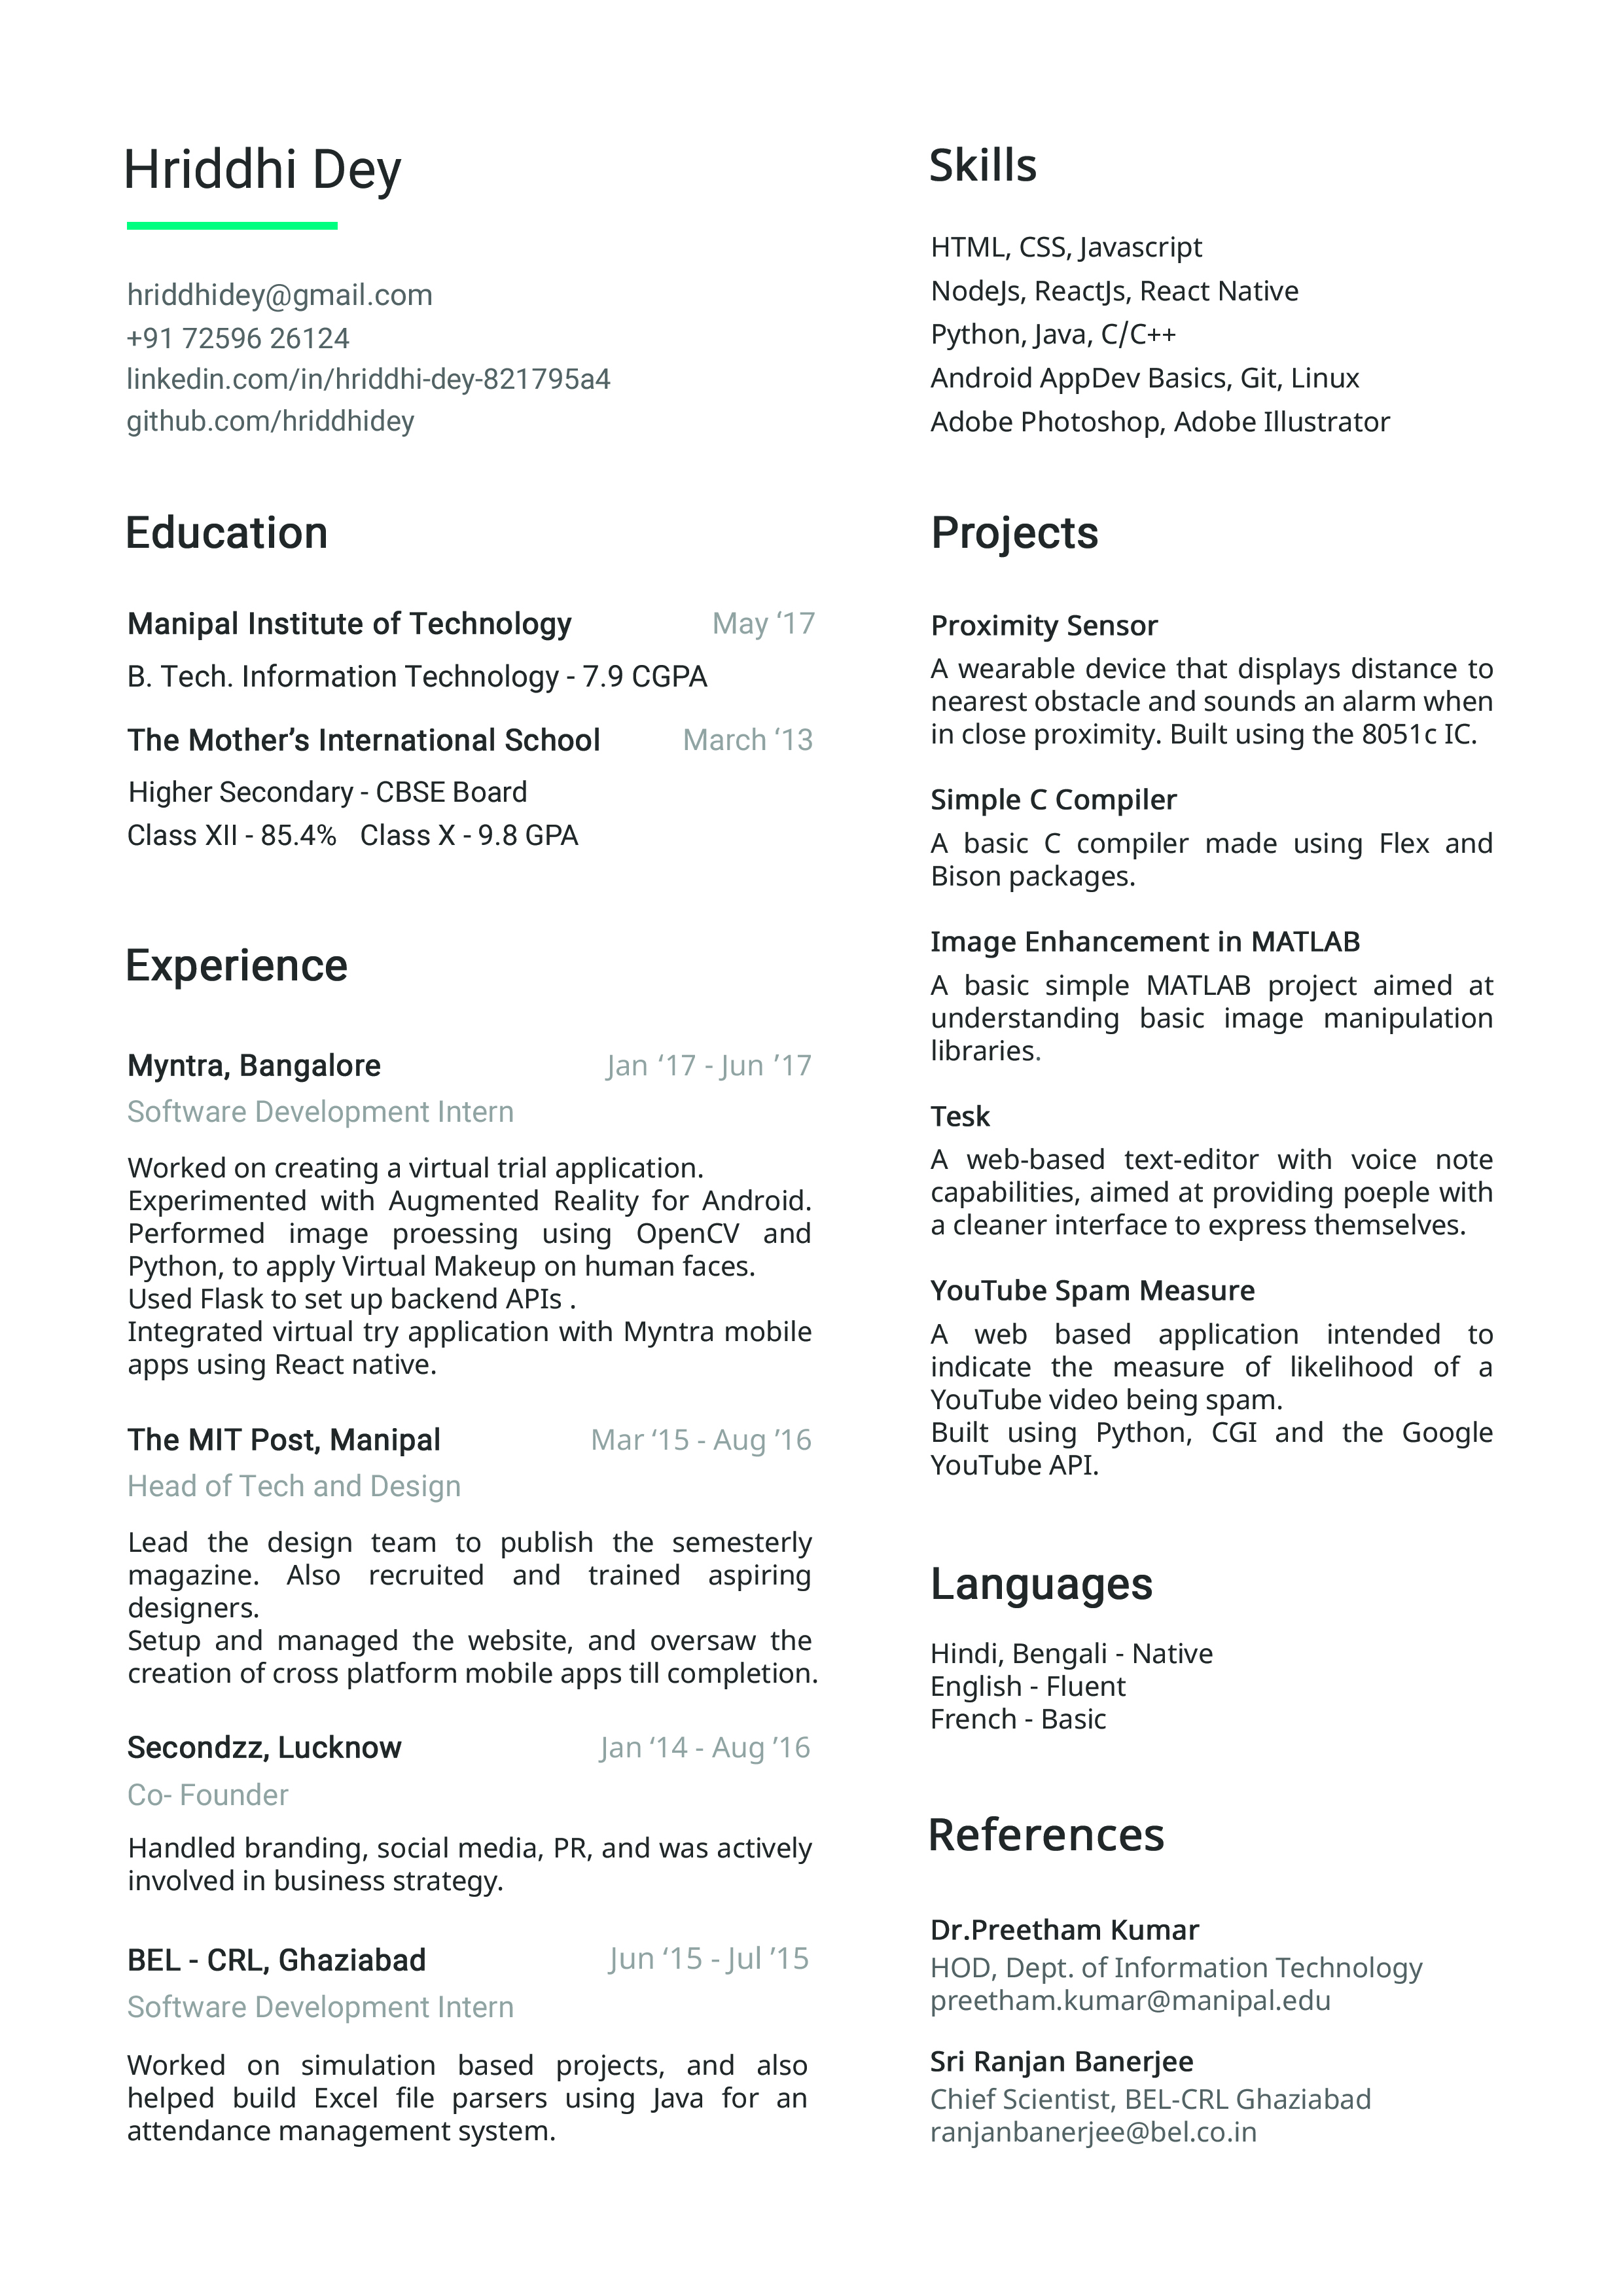 Hriddhi Dey
hriddhidey@gmail.com
+91 72596 26124
linkedin.com/in/hriddhi-dey-821795a4
github.com/hriddhidey
Education
Manipal Institute of Technology May ‘17
B. Tech. Information Technology - 7.9 CGPA
The Mother’s International School March ‘13
Higher Secondary - CBSE Board
Class XII - 85.4% Class X - 9.8 GPA
Experience
Myntra, Bangalore Jan ‘17 - Jun ’17
Software Development Intern
Worked on creating a virtual trial application.
Experimented with Augmented Reality for Android.
Performed image proessing using OpenCV and
Python, to apply Virtual Makeup on human faces.
Used Flask to set up backend APIs .
Integrated virtual try application with Myntra mobile
apps using React native.
The MIT Post, Manipal Mar ‘15 - Aug ’16
Head of Tech and Design
Lead the design team to publish the semesterly
magazine. Also recruited and trained aspiring
designers.
Setup and managed the website, and oversaw the
creation of cross platform mobile apps till completion.
Secondzz, Lucknow Jan ‘14 - Aug ’16
Co- Founder
Handled branding, social media, PR, and was actively
involved in business strategy.
BEL - CRL, Ghaziabad Jun ‘15 - Jul ’15
Software Development Intern
Worked on simulation based projects, and also
helped build Excel file parsers using Java for an
attendance management system.
Skills
HTML, CSS, Javascript
NodeJs, ReactJs, React Native
Python, Java, C/C++
Android AppDev Basics, Git, Linux
Adobe Photoshop, Adobe Illustrator
Projects
Proximity Sensor
A wearable device that displays distance to
nearest obstacle and sounds an alarm when
in close proximity. Built using the 8051c IC.
Simple C Compiler
A basic C compiler made using Flex and
Bison packages.
Image Enhancement in MATLAB
A basic simple MATLAB project aimed at
understanding basic image manipulation
libraries.
Tesk
A web-based text-editor with voice note
capabilities, aimed at providing poeple with
a cleaner interface to express themselves.
YouTube Spam Measure
A web based application intended to
indicate the measure of likelihood of a
YouTube video being spam.
Built using Python, CGI and the Google
YouTube API.
Languages
Hindi, Bengali - Native
English - Fluent
French - Basic
References
Dr.Preetham Kumar
HOD, Dept. of Information Technology
preetham.kumar@manipal.edu
Sri Ranjan Banerjee
Chief Scientist, BEL-CRL Ghaziabad
ranjanbanerjee@bel.co.in